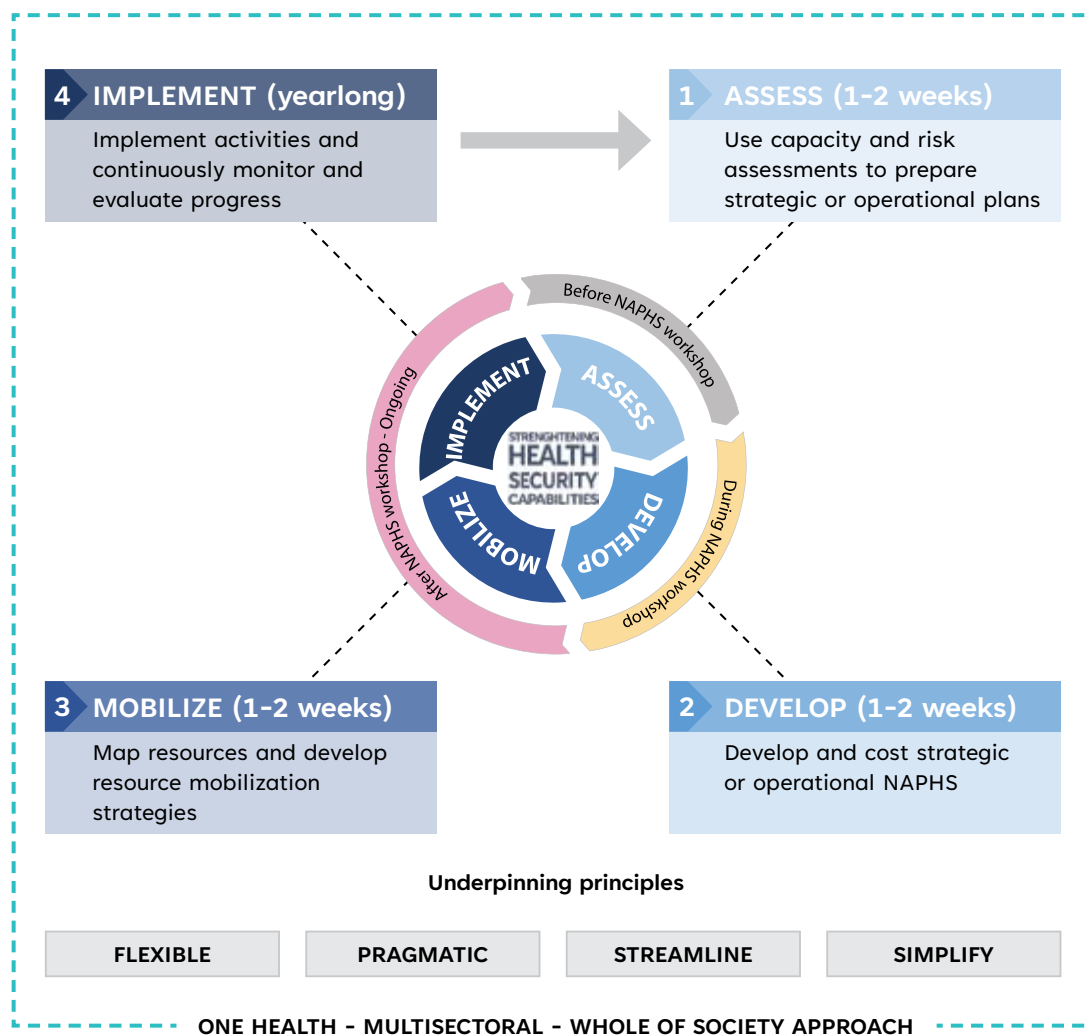 4 IMPLEMENT (yearlong)
Implement activities and
continuously monitor and
evaluate progress
1 ASSESS (1-2 weeks)
Use capacity and risk
assessments to prepare
strategic or operational plans
Before NAPHS workshop
During NAPHS workshop
After NAPHS workshop - Ongoing
ASSESS
DEVELOP
MOBILIZE
IMPLEMENT
STRENGHTENING
HEALTH
SECURITY
CAPABILITIES
3 MOBILIZE (1-2 weeks)
Map resources and develop
resource mobilization
strategies
2 DEVELOP (1-2 weeks)
Develop and cost strategic
or operational NAPHS
Underpinning principles
FLEXIBLE
PRAGMATIC
STREAMLINE
SIMPLIFY
ONE HEALTH - MULTISECTORAL - WHOLE OF SOCIETY APPROACH